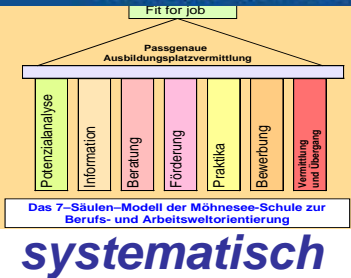 Fit for job
Passgenaue
Ausbildungsplatzvermittlung
Potenzialanalyse
Information
Beratung
Förderung
Praktika
Bewerbung
Vermittlung
und Übergang
Das 7–Säulen–Modell der Möhnesee-Schule zur
Berufs- und Arbeitsweltorientierung
systematisch